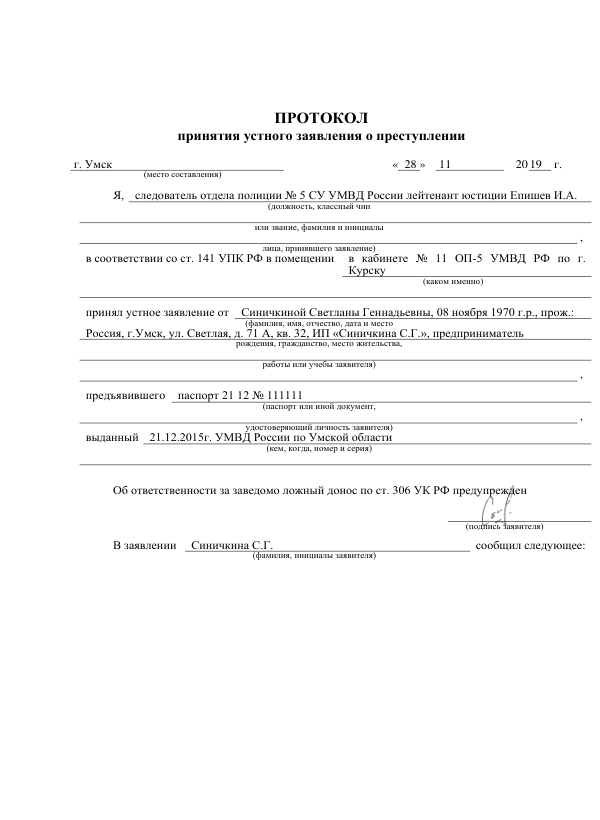 ПРОТОКОЛ
принятия устного заявления о преступлении
г. Умск « 28 » 11 20 19 г.
(место составления)
Я, следователь отдела полиции № 5 СУ УМВД России лейтенант юстиции Епишев И.А.
(должность, классный чин
или звание, фамилия и инициалы
,
лица, принявшего заявление)
в соответствии со ст. 141 УПК РФ в помещении в кабинете № 11 ОП-5 УМВД РФ по г.
Курску
(каком именно)
принял устное заявление от Синичкиной Светланы Геннадьевны, 08 ноября 1970 г.р., прож.:
(фамилия, имя, отчество, дата и место
Россия, г.Умск, ул. Светлая, д. 71 А, кв. 32, ИП «Синичкина С.Г.», предприниматель
рождения, гражданство, место жительства,
работы или учебы заявителя)
,
предъявившего паспорт 21 12 № 111111
(паспорт или иной документ,
,
удостоверяющий личность заявителя)
выданный 21.12.2015г. УМВД России по Умской области
(кем, когда, номер и серия)
Об ответственности за заведомо ложный донос по ст. 306 УК РФ предупрежден
(подпись заявителя)
В заявлении Синичкина С.Г. сообщил следующее:
(фамилия, инициалы заявителя)